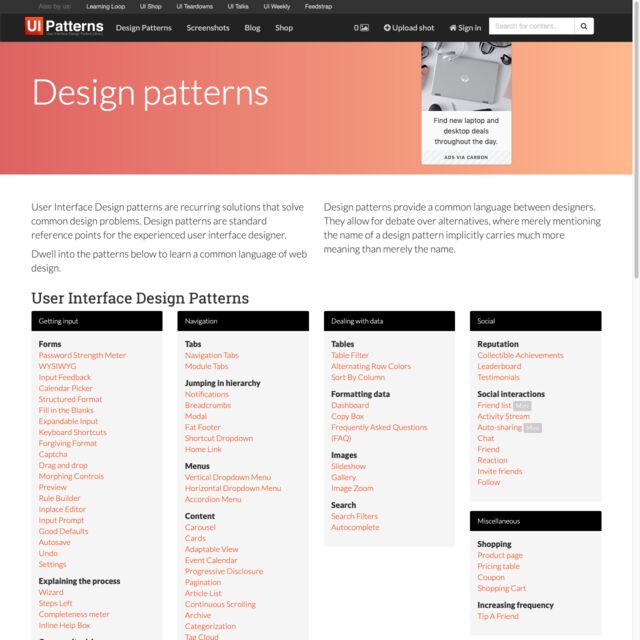 Also by us: Learning Loop UI Shop UI Teardowns UI Talks UI Weekly Feedstrap
UI Patterns
User Interface Design Pattern Library
Design Patterns Screenshots Blog Shop 0 Upload shot Sign in Search for content...
Design patterns
Find new laptop and
desktop deals
throughout the day.
ADS VIA CARBON
User Interface Design patterns are recurring solutions that solve
common design problems. Design patterns are standard
reference points for the experienced user interface designer.
Dwell into the patterns below to learn a common language of web
design.
Design patterns provide a common language between designers.
They allow for debate over alternatives, where merely mentioning
the name of a design pattern implicitly carries much more
meaning than merely the name.
User Interface Design Patterns
Getting input
Forms
Password Strength Meter
WYSIWYG
Input Feedback
Calendar Picker
Structured Format
Fill in the Blanks
Expandable Input
Keyboard Shortcuts
Forgiving Format
Captcha
Drag and drop
Morphing Controls
Preview
Rule Builder
Inplace Editor
Input Prompt
Good Defaults
Autosave
Undo
Settings
Explaining the process
Wizard
Steps Left
Completeness meter
Inline Help Box
Navigation
Tabs
Navigation Tabs
Module Tabs
Jumping in hierarchy
Notifications
Breadcrumbs
Modal
Fat Footer
Shortcut Dropdown
Home Link
Menus
Vertical Dropdown Menu
Horizontal Dropdown Menu
Accordion Menu
Content
Carousel
Cards
Adaptable View
Event Calendar
Progressive Disclosure
Pagination
Article List
Continuous Scrolling
Archive
Categorization
Tag Cloud
Dealing with data
Tables
Table Filter
Alternating Row Colors
Sort By Column
Formatting data
Dashboard
Copy Box
Frequently Asked Questions
(FAQ)
Images
Slideshow
Gallery
Image Zoom
Search
Search Filters
Autocomplete
Social
Reputation
Collectible Achievements
Leaderboard
Testimonials
Social interactions
Friend list Mini
Activity Stream
Auto-sharing Mini
Chat
Friend
Reaction
Invite friends
Follow
Miscellaneous
Shopping
Product page
Pricing table
Coupon
Shopping Cart
Increasing frequency
Tip A Friend